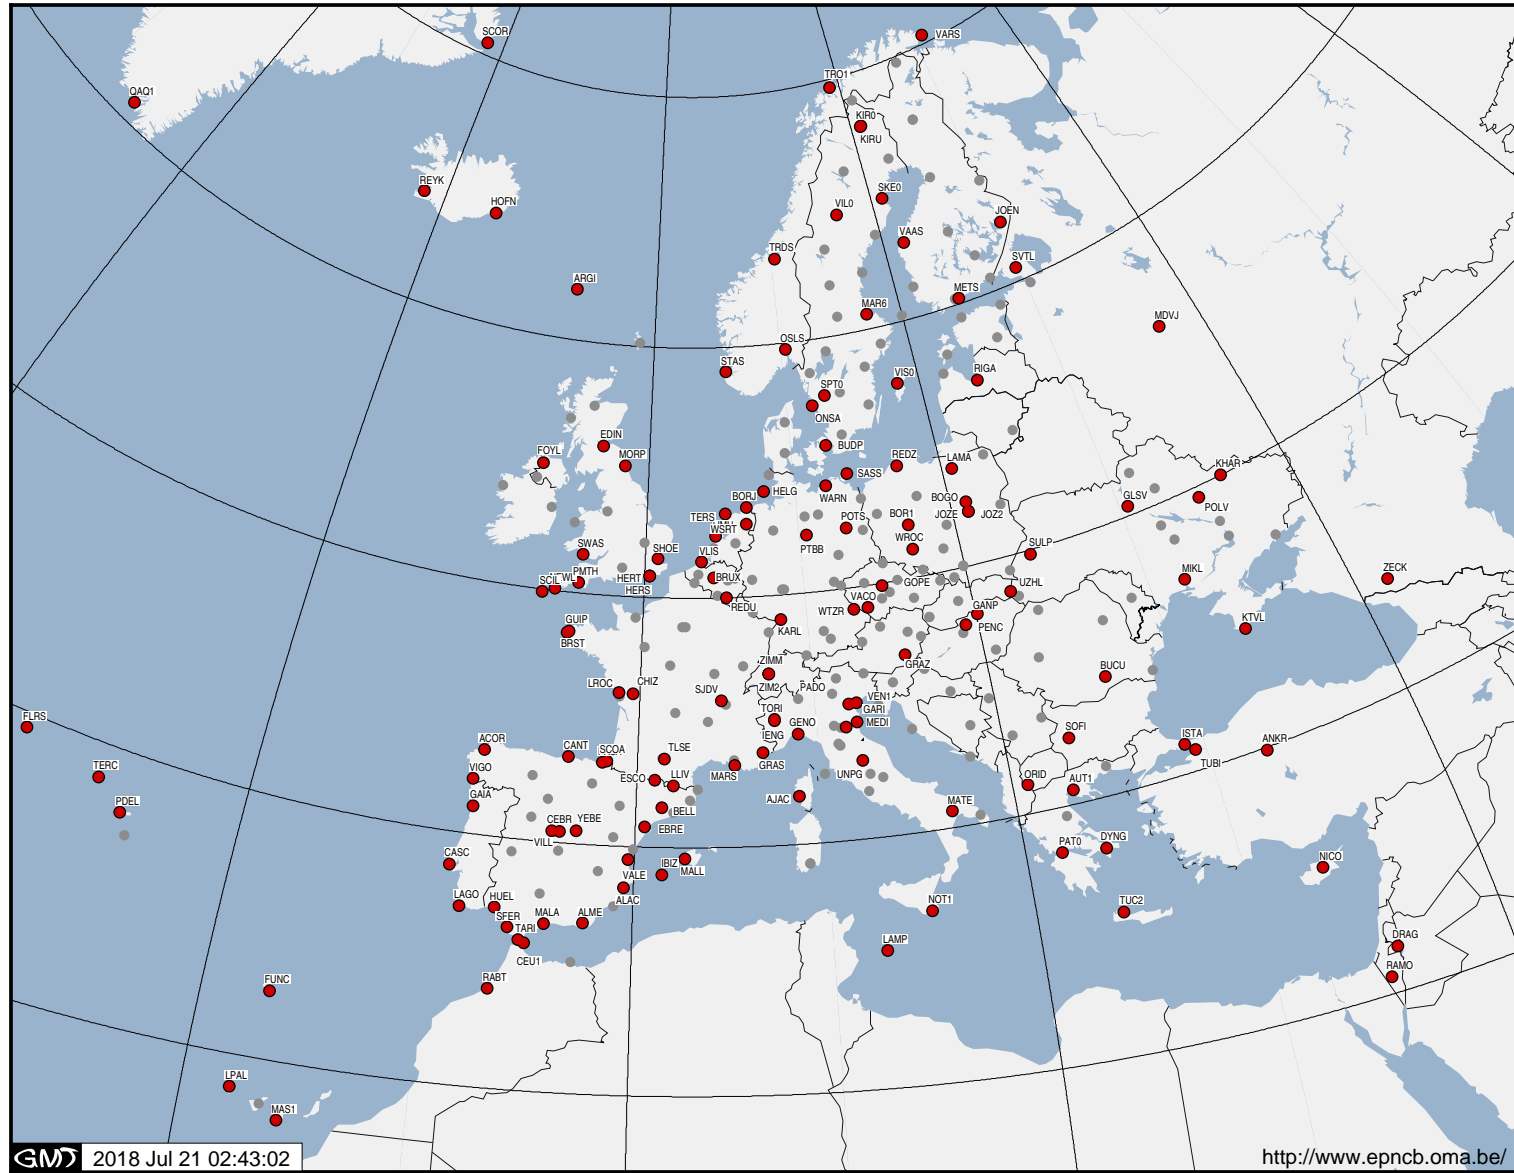 SCOR
VARS
TRO1
QAQ1
KIR0
KIRU
REYK
SKE0
HOFN
VIL0
JOEN
VAAS
TRDS
SVTL
ARGI
METS
MAR6
MDVJ
OSLS
STAS
VIS0
RIGA
SPT0
ONSA
EDIN
BUDP
FOYL
MORP
REDZ
LAMA
KHAR
SASS
HELG
WARN
BORJ
BOGO
GLSV
POLV
TERS
WSRT
POTS
BOR1
JOZE
JOZ2
PTBB
WROC
SWAS
SHOE
VLIS
SULP
SCIL
NEWL
PMTH
HERT
HERS
BRUX
GOPE
UZHL
MIKL
ZECK
REDU
WTZR
VACO
GANP
GUIP
BRST
KARL
PENC
KTVL
ZIMM
GRAZ
BUCU
LROC
CHIZ
SJDV
ZIM2
PADO
VEN1
FLRS
TORI
GARI
GENO
MEDI
SOFI
ISTA
ANKR
ACOR
CANT
SCOA
IENG
TLSE
TUBI
TERC
VIGO
ESCO
LLIV
MARS
GRAS
UNPG
ORID
AUT1
PDEL
GAIA
BELL
AJAC
MATE
CEBR
YEBE
EBRE
VILL
PAT0
DYNG
CASC
IBIZ
MALL
NICO
VALE
LAGO
HUEL
ALAC
NOT1
TUC2
SFER
MALA
ALME
TARI
LAMP
DRAG
CEU1
FUNC
RABT
RAMO
LPAL
MAS1
GMT 2018 Jul 21 02:43:02
http://www.epncb.oma.be/